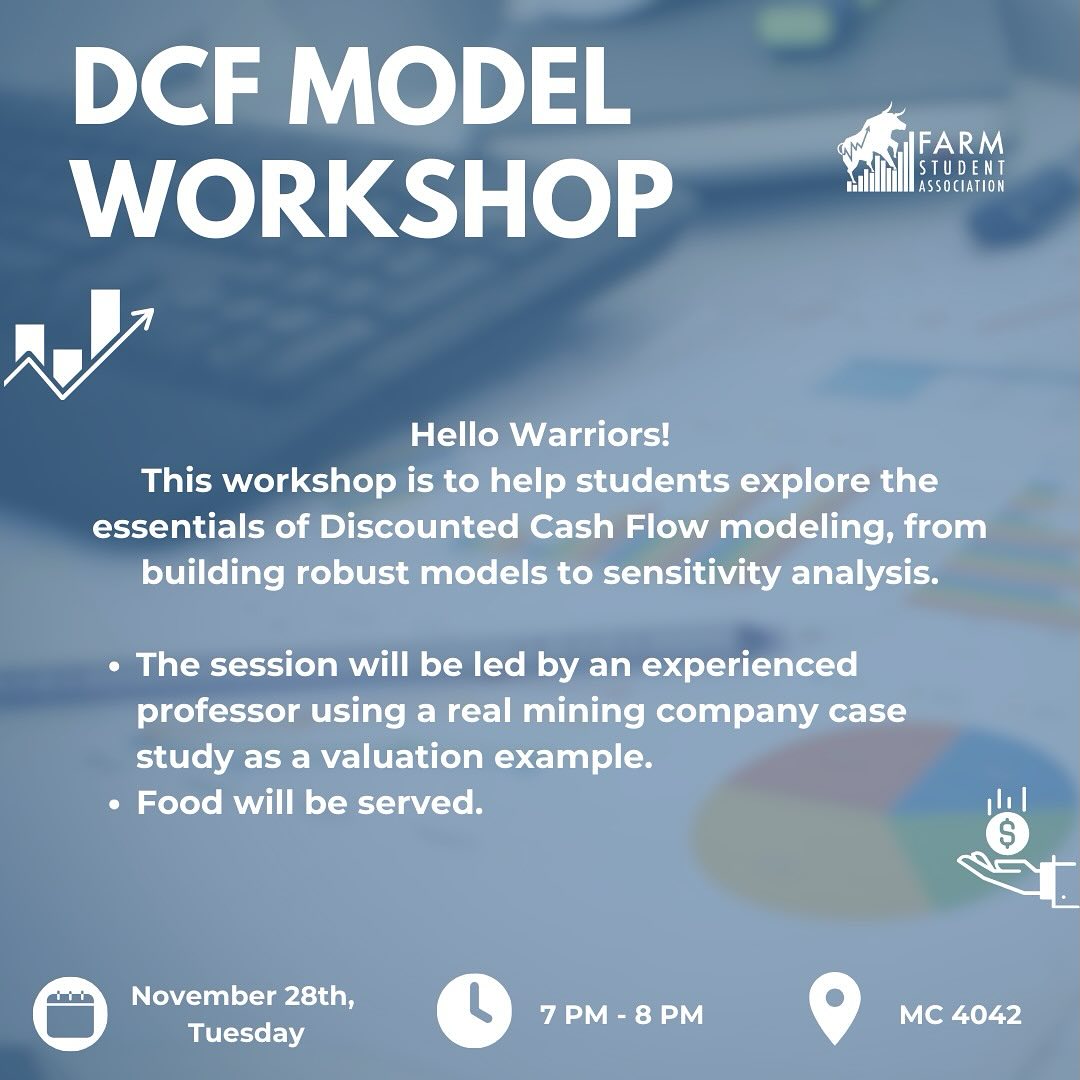 DCF MODEL
WORKSHOP
FARM
STUDENT
ASSOCIATION
Hello Warriors!
This workshop is to help students explore the
essentials of Discounted Cash Flow modeling, from
building robust models to sensitivity analysis.
• The session will be led by an experienced
professor using a real mining company case
study as a valuation example.
• Food will be served.
$
November 28th,
Tuesday
7 PM - 8 PM
MC 4042